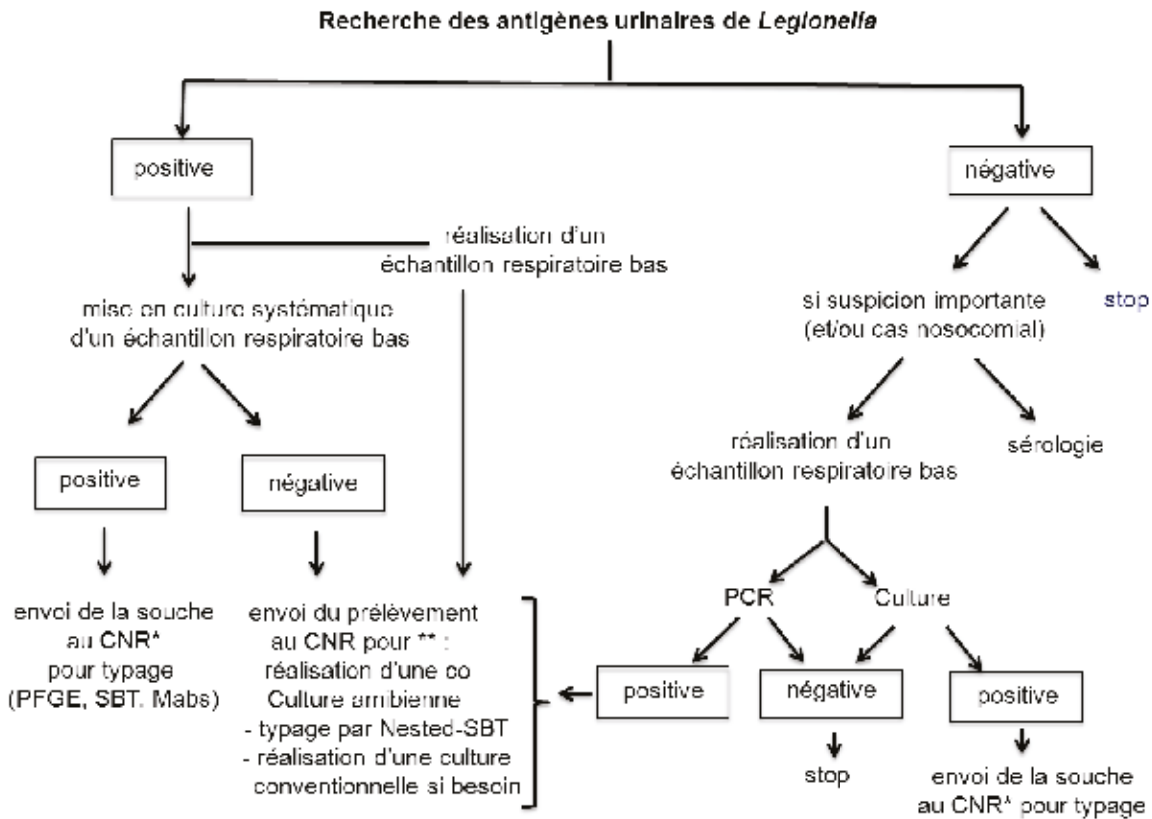 Recherche des antigènes urinaires de Legionella
positive
négative
réalisation d'un
échantillon respiratoire bas
mise en culture systématique
d'un échantillon respiratoire bas
si suspicion importante
(et/ou cas nosocomial)
stop
réalisation d'un
échantillon respiratoire bas
sérologie
positive
négative
PCR
Culture
envoi de la souche
au CNR*
pour typage
(PFGE, SBT. Mabs)
envoi du prélèvement
au CNR pour ** :
réalisation d'une co
Culture amibienne
- typage par Nested-SBT
- réalisation d'une culture
conventionnelle si besoin
positive
négative
positive
stop
envoi de la souche
au CNR* pour typage